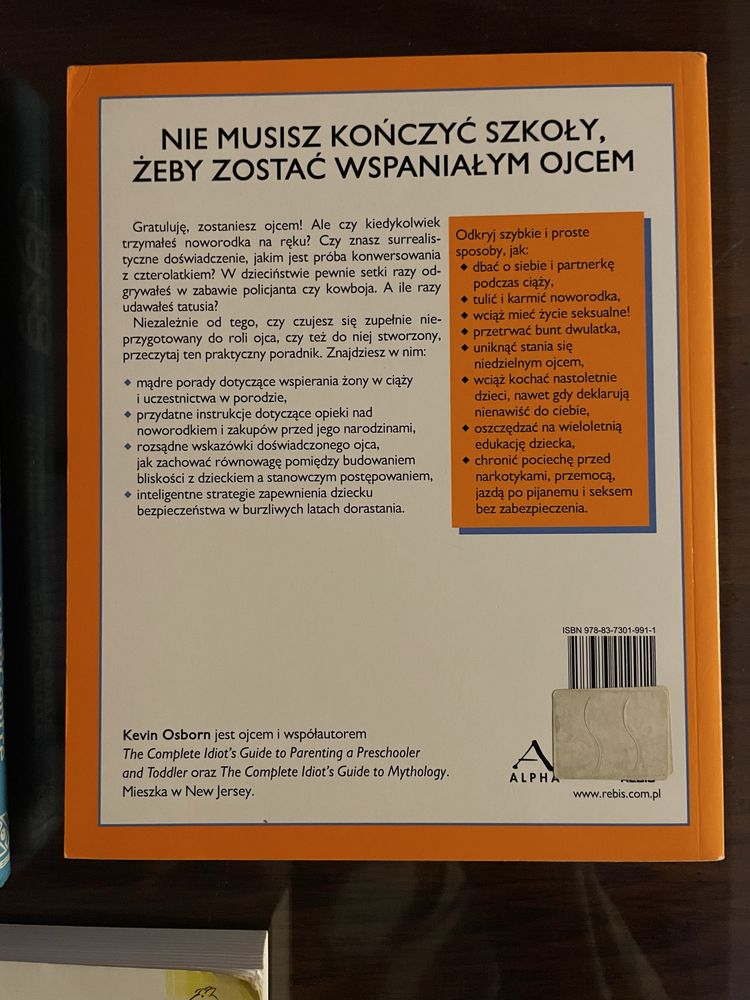 NIE MUSISZ KOŃCZYĆ SZKOŁY,
ŻEBY ZOSTAĆ WSPANIAŁYM OJCEM
Gratuluję, zostaniesz ojcem! Ale czy kiedykolwiek
trzymałeś noworodka na ręku? Czy znasz surrealis-
tyczne doświadczenie, jakim jest próba konwersowania
z czterolatkiem? W dzieciństwie pewnie setki razy od-
grywałeś w zabawie policjanta czy kowboja. A ile razy
udawałeś tatusia?
Niezależnie od tego, czy czujesz się zupełnie nie-
przygotowany do roli ojca, czy też do niej stworzony,
przeczytaj ten praktyczny poradnik. Znajdziesz w nim:
◆ mądre porady dotyczące wspierania żony w ciąży
i uczestnictwa w porodzie,
◆ przydatne instrukcje dotyczące opieki nad
noworodkiem i zakupów przed jego narodzinami,
◆ rozsądne wskazówki doświadczonego ojca,
jak zachować równowagę pomiędzy budowaniem
bliskości z dzieckiem a stanowczym postępowaniem,
◆ inteligentne strategie zapewnienia dziecku
bezpieczeństwa w burzliwych latach dorastania.
Odkryj szybkie i proste
sposoby, jak:
◆ dbać o siebie i partnerkę
podczas ciąży,
◆ tulić i karmić noworodka,
◆ wciąż mieć życie seksualne!
◆ przetrwać bunt dwulatka,
◆ uniknąć stania się
niedzielnym ojcem,
◆ wciąż kochać nastoletnie
dzieci, nawet gdy deklarują
nienawiść do ciebie,
◆ oszczędzać na wieloletnią
edukację dziecka,
◆ chronić pociechę przed
narkotykami, przemocą,
jazdą po pijanemu i seksem
bez zabezpieczenia.
ISBN 978-83-7301-991-1
Kevin Osborn jest ojcem i współautorem
The Complete Idiot's Guide to Parenting a Preschooler
and Toddler oraz The Complete Idiot's Guide to Mythology.
Mieszka w New Jersey.
ALPHA
www.rebis.com.pl